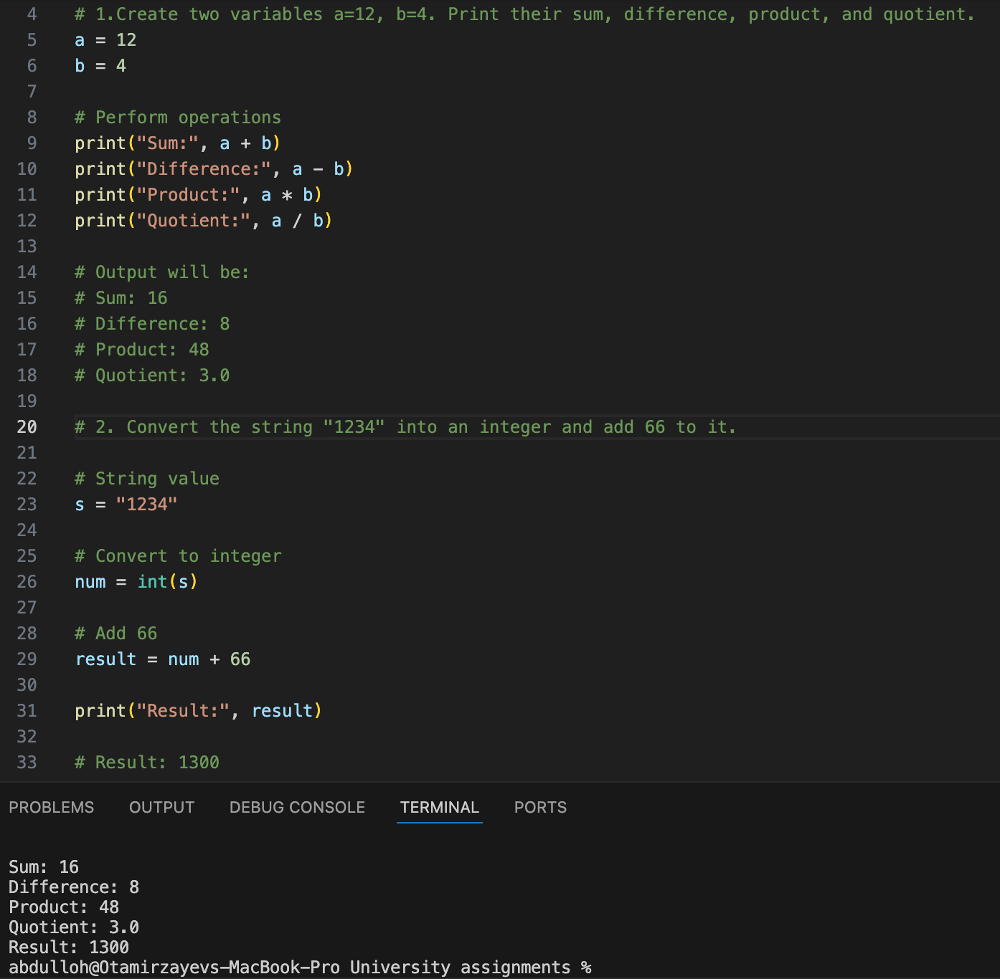 4 # 1.Create two variables a=12, b=4. Print their sum, difference, product, and quotient.
5 a = 12
6 b = 4
7
8 # Perform operations
9 print("Sum:", a + b)
10 print("Difference:", a - b)
11 print("Product:", a * b)
12 print("Quotient:", a / b)
13
14 # Output will be:
15 # Sum: 16
16 # Difference: 8
17 # Product: 48
18 # Quotient: 3.0
19
20 # 2. Convert the string "1234" into an integer and add 66 to it.
21
22 # String value
23 s = "1234"
24
25 # Convert to integer
26 num = int(s)
27
28 # Add 66
29 result = num + 66
30
31 print("Result:", result)
32
33 # Result: 1300
PROBLEMS OUTPUT DEBUG CONSOLE TERMINAL PORTS
Sum: 16
Difference: 8
Product: 48
Quotient: 3.0
Result: 1300
abdulloh@Otamirzayevs-MacBook-Pro University assignments %